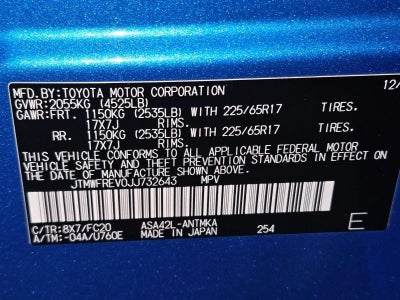 MFD.BY:TOYOTA MOTOR CORPORATION 12/
GVWR:2055KG (4525LB)
GAWR:FRT. 1150KG (2535LB) WITH 225/65R17 TIRES.
17X7J RIMS.
RR. 1150KG (2535LB) WITH 225/65R17 TIRES.
17X7J RIMS.
THIS VEHICLE CONFORMS TO ALL APPLICABLE FEDERAL MOTOR
VEHICLE SAFETY AND THEFT PREVENTION STANDARDS IN EFFECT ON
THE DATE OF MANUFACTURE SHOWN ABOVE.
JTMWFREV0JJ732643 MPV
C/TR:8X7/FC20 ASA42L-ANTMKA
A/TM:-04A/U760E MADE IN JAPAN 254 E